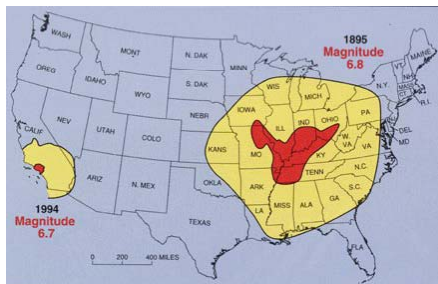 WASH
MONT
N. DAK
MINN
OREG
IDAHO
WYO
S. DAK
WIS
MICH
1895
Magnitude
6.8
MAINE
VT
NH
MASS
CT
R.I.
N.Y.
PA
NEBR
IOWA
ILL
IND
OHIO
W.
VA
VA
DEL
MD
NEV
UTAH
COLO
KANS
MO
KY
CALIF
ARIZ
N. MEX
OKLA
ARK
TENN
N.C.
S.C.
TEXAS
LA
MISS
ALA
GA
FLA
1994
Magnitude
6.7
0 200 400 MILES